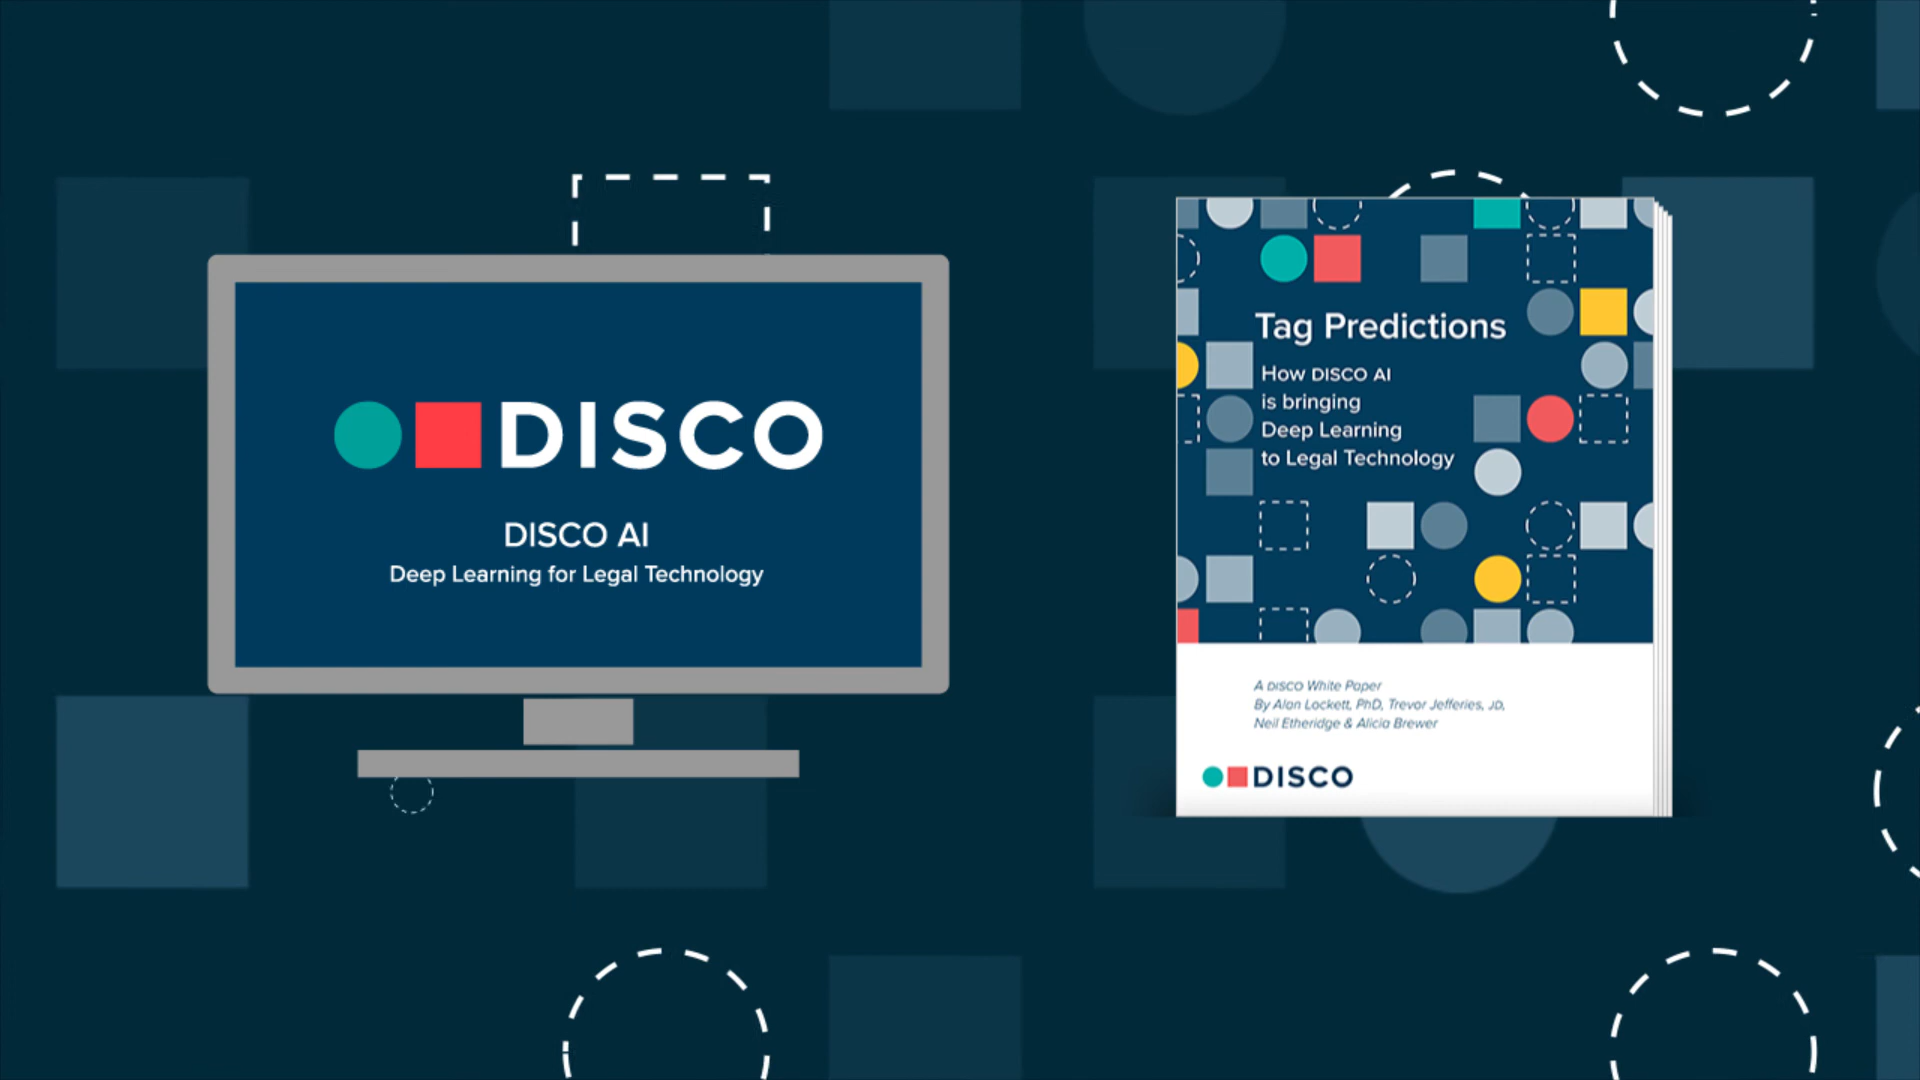 DISCO
DISCO AI
Deep Learning for Legal Technology
Tag Predictions
How DISCO AI
is bringing
Deep Learning
to Legal Technology
A DISCO White Paper
By Alan Lockett, PhD, Trevor Jefferies, JD,
Neil Etheridge & Alicia Brewer
DISCO